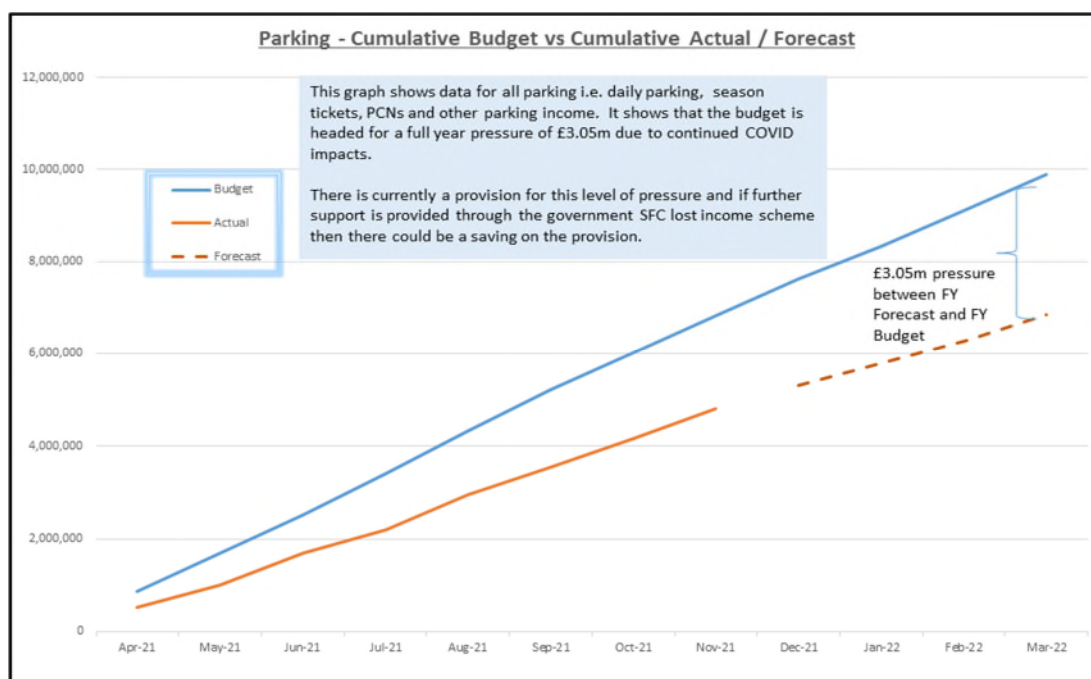 Parking - Cumulative Budget vs Cumulative Actual / Forecast
12,000,000
10,000,000
8,000,000
6,000,000
4,000,000
2,000,000
0
This graph shows data for all parking i.e. daily parking, season
tickets, PCNs and other parking income. It shows that the budget is
headed for a full year pressure of £3.05m due to continued COVID
impacts.
There is currently a provision for this level of pressure and if further
support is provided through the government SFC lost income scheme
then there could be a saving on the provision.
Budget
Actual
Forecast
£3.05m pressure
between FY
Forecast and FY
Budget
Apr-21 May-21 Jun-21 Jul-21 Aug-21 Sep-21 Oct-21 Nov-21 Dec-21 Jan-22 Feb-22 Mar-22